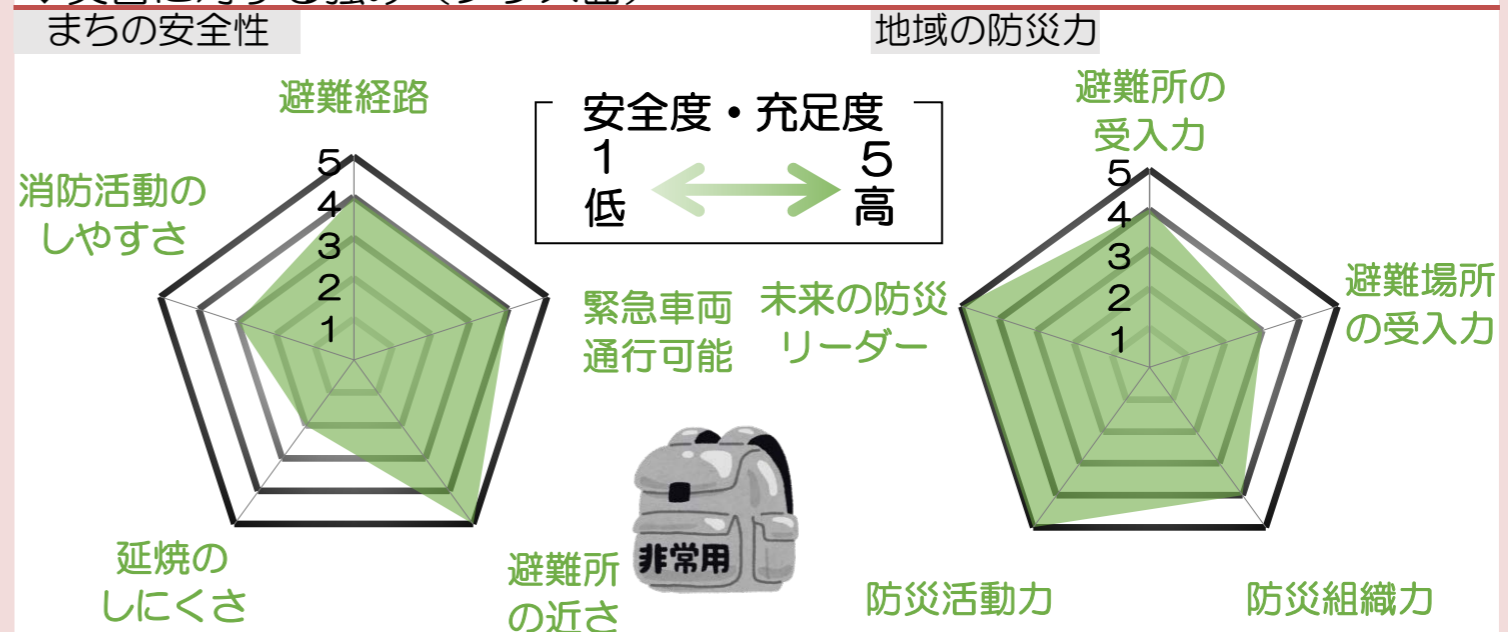 まちの安全性
地域の防災力
避難経路
消防活動の
しやすさ
5
4
3
2
1
緊急車両
通行可能
延焼の
しにくさ
避難所
の近さ
安全度・充足度
1
5
低
高
非常用
避難所の
受入力
未来の防災
リーダー
5
4
3
2
1
避難場所
の受入力
防災活動力
防災組織力